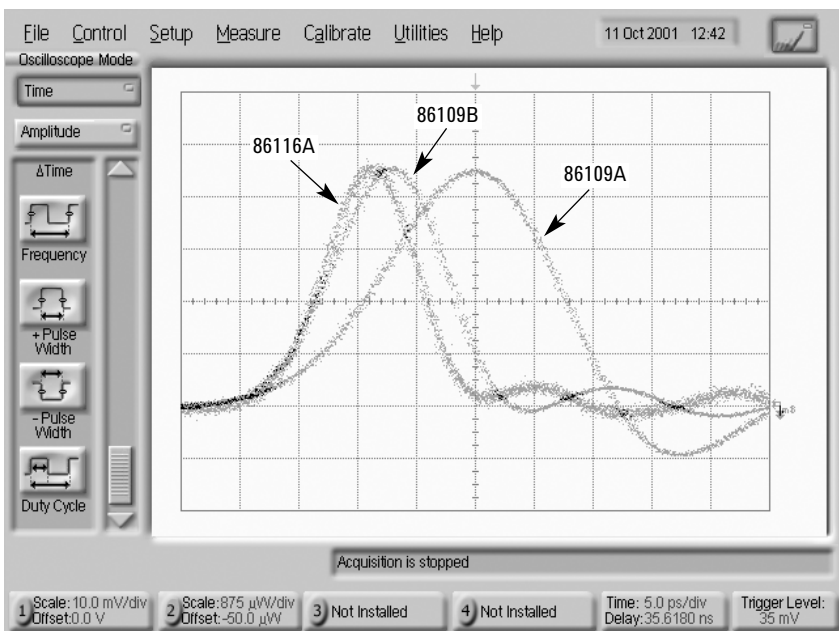 File Control Setup Measure Calibrate Utilities Help 11 Oct 2001 12:42
Oscilloscope Mode
Time
Amplitude
ΔTime
Frequency
+ Pulse
Width
- Pulse
Width
Duty Cycle
86116A
86109B
86109A
Acquisition is stopped
1 Scale: 10.0 mV/div
Offset: 0.0 V
2 Scale: 875 µW/div
Offset: -50.0 µW
3 Not Installed
4 Not Installed
Time: 5.0 ps/div
Delay: 35.6180 ns
Trigger Level:
35 mV